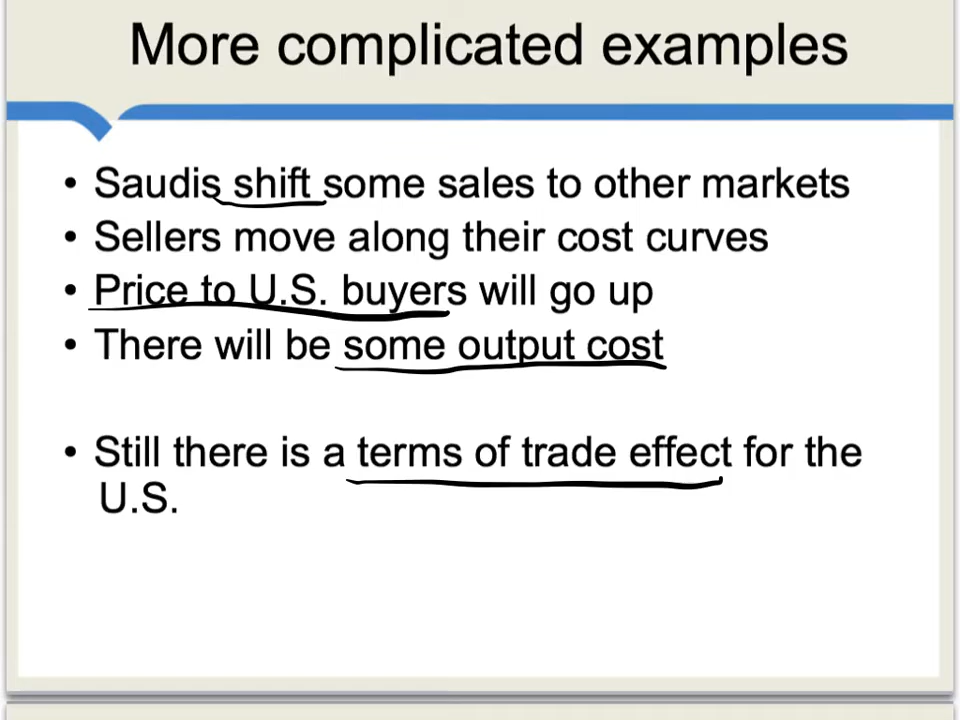 More complicated examples
• Saudis shift some sales to other markets
• Sellers move along their cost curves
• Price to U.S. buyers will go up
• There will be some output cost
• Still there is a terms of trade effect for the
U.S.